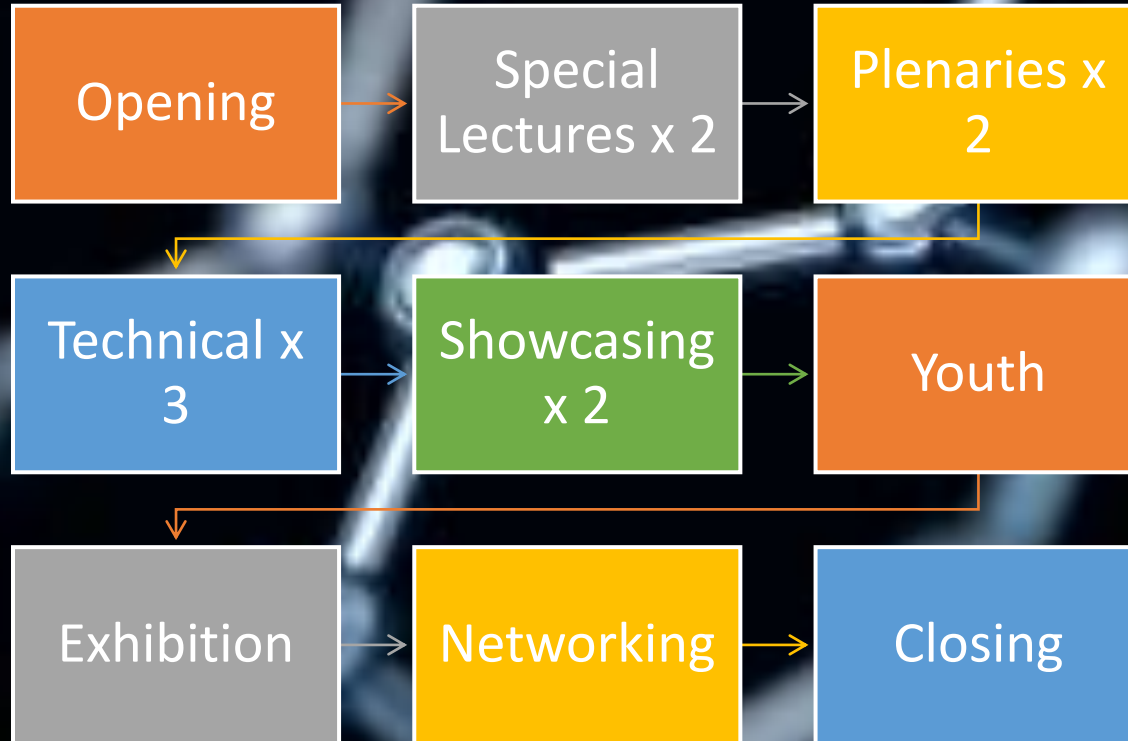 Opening
Special
Lectures x 2
Plenaries x
2
Technical x
3
Showcasing
x 2
Youth
Exhibition
Networking
Closing